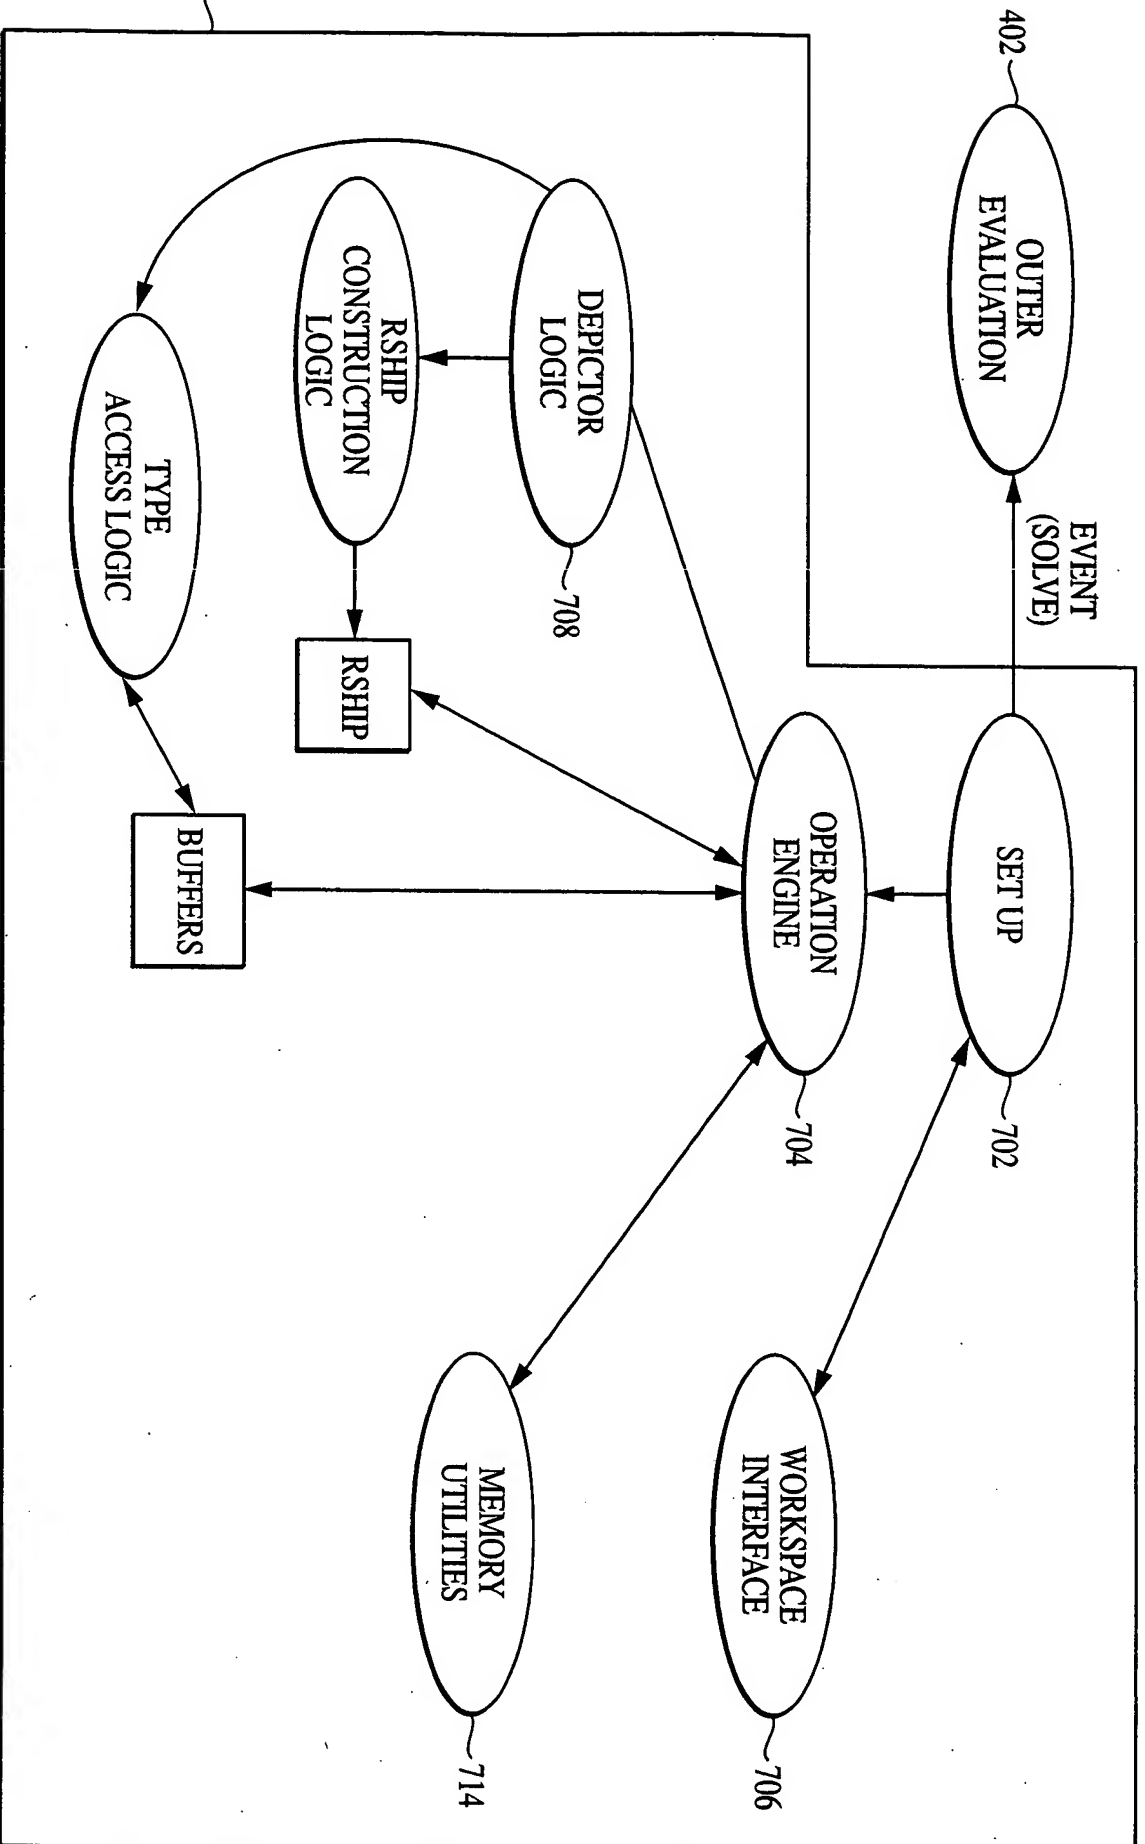 402
OUTER
EVALUATION
EVENT
(SOLVE)
SET UP
702
OPERATION
ENGINE
704
WORKSPACE
INTERFACE
706
DEPICTOR
LOGIC
708
RSHIP
CONSTRUCTION
LOGIC
RSHIP
MEMORY
UTILITIES
714
TYPE
ACCESS LOGIC
BUFFERS